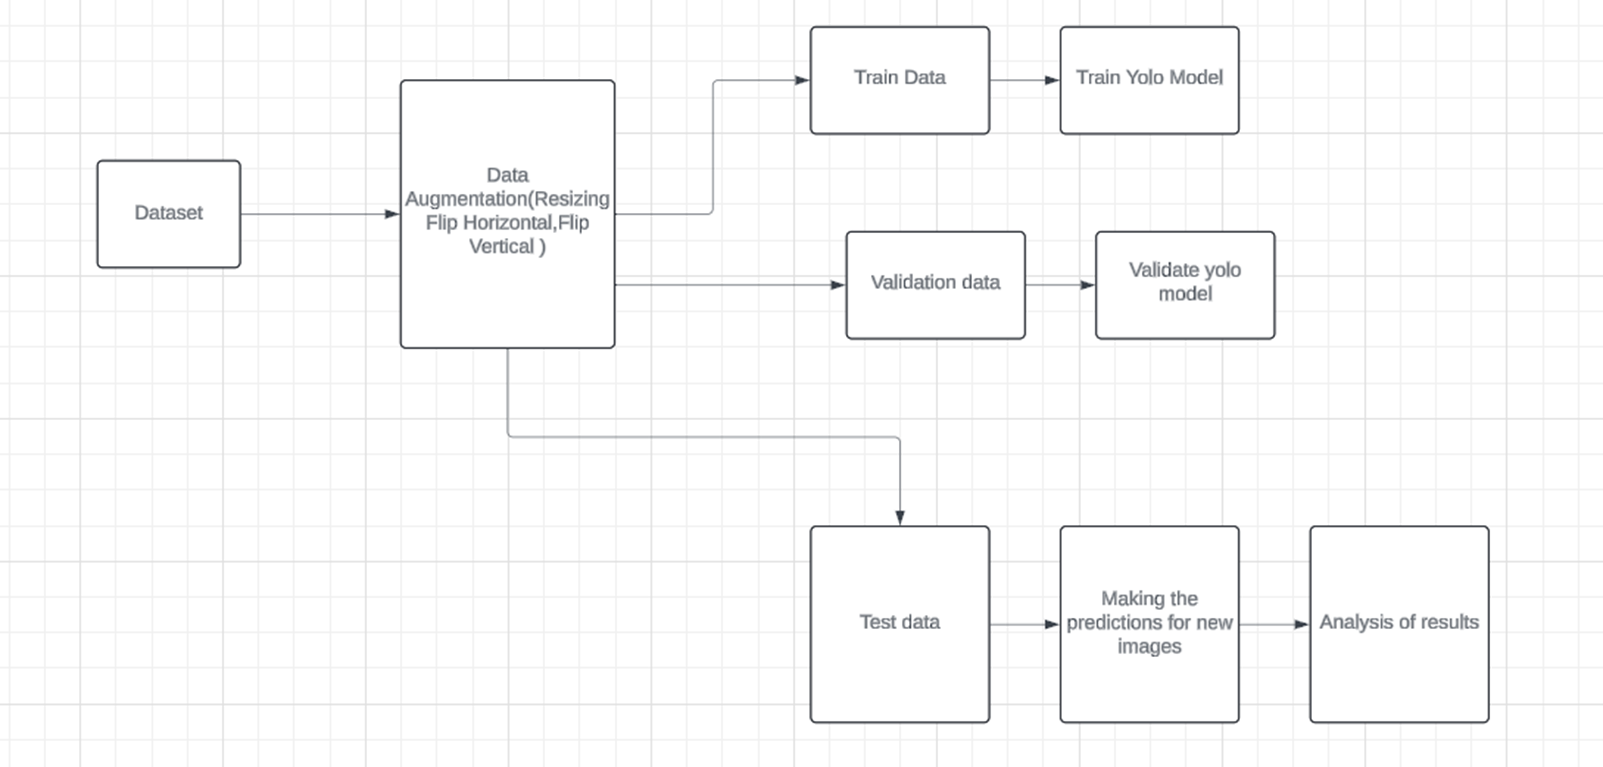 Dataset
Data
Augmentation(Resizing
Flip Horizontal,Flip
Vertical )
Train Data
Train Yolo Model
Validation data
Validate yolo
model
Test data
Making the
predictions for new
images
Analysis of results